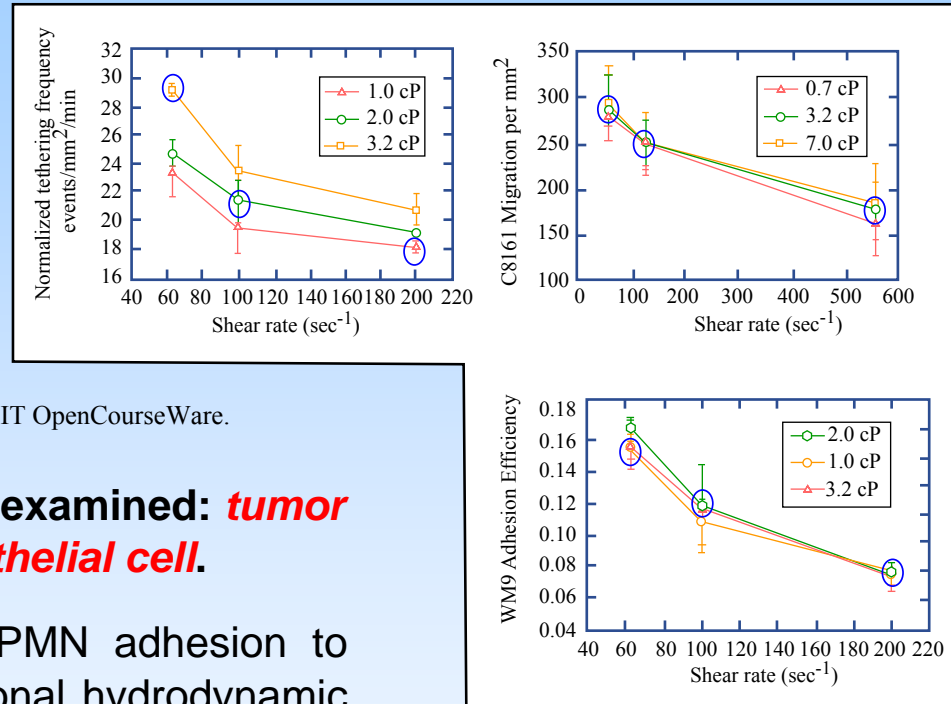 Normalized tethering frequency
events/mm2/min
32
30
28
26
24
22
20
18
16
1.0 cP
2.0 cP
3.2 cP
40 60 80 100 120 140 160 180 200 220
Shear rate (sec-1)
C8161 Migration per mm2
350
300
250
200
150
100
0.7 cP
3.2 cP
7.0 cP
0 100 200 300 400 500 600
Shear rate (sec-1)
IT OpenCourseWare.
examined: tumor
thelial cell.
PMN adhesion to
onal hydrodynamic
WM9 Adhesion Efficiency
0.18
0.16
0.14
0.12
0.10
0.08
0.06
0.04
2.0 cP
1.0 cP
3.2 cP
40 60 80 100 120 140 160 180 200 220
Shear rate (sec-1)